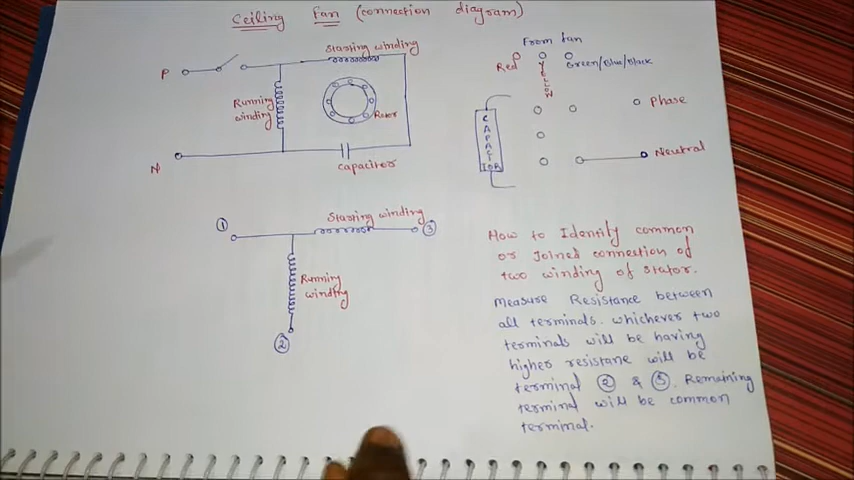 Ceiling Fan (connection diagram)
Starting winding
P
Running
winding
Rotor
N
capacitor
From fan
Red
YELLOW
Green/Blue/Black
CAPACITOR
Phase
Neutral
1
Starting winding
3
Running
winding
2
How to Identify common
or Joined connection of
two winding of stator.
Measure Resistance between
all terminals. whichever two
terminals will be having
higher resistane will be
terminal 2 & 3. Remaining
terminal will be common
terminal.